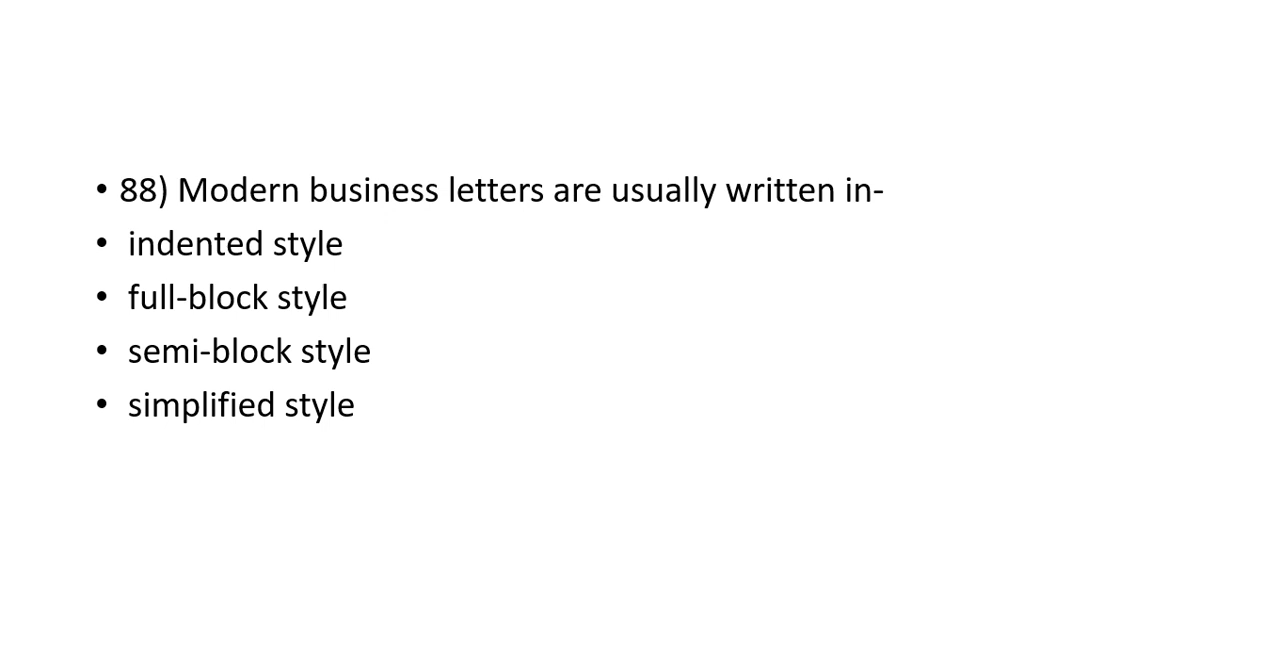 • 88) Modern business letters are usually written in-
• indented style
• full-block style
• semi-block style
• simplified style